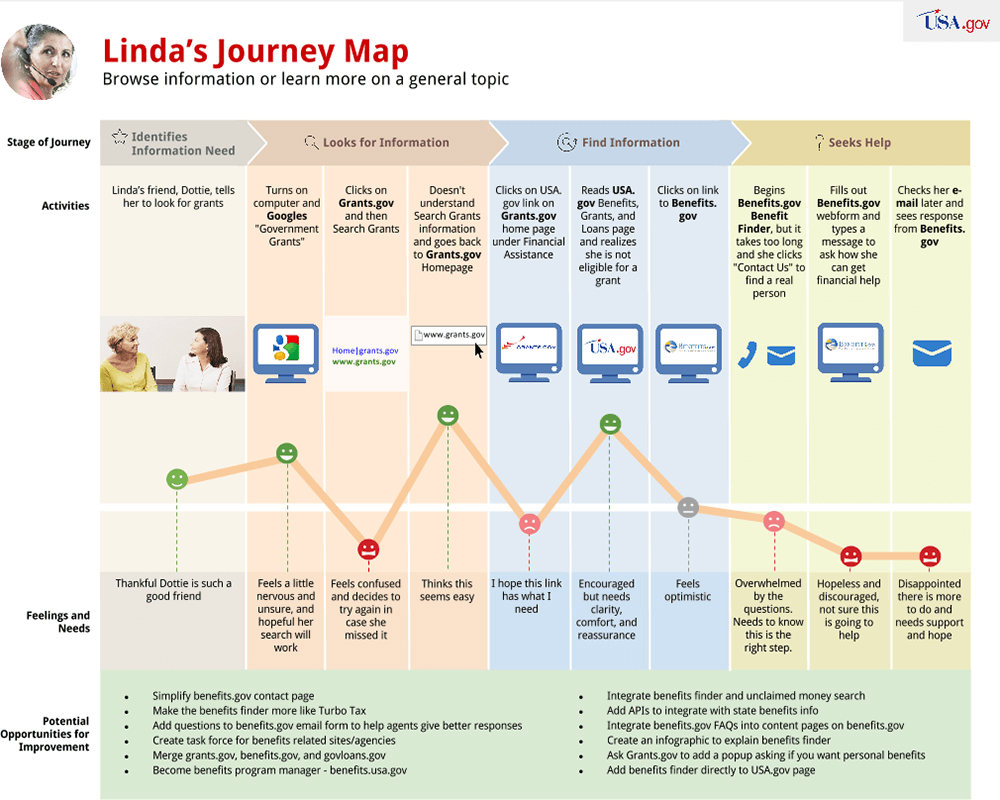 USA.gov
Linda's Journey Map
Browse information or learn more on a general topic
Stage of Journey
Identifies
Information Need
Looks for Information
Find Information
Seeks Help
Activities
Linda's friend, Dottie, tells
her to look for grants
Turns on
computer and
Googles
"Government
Grants"
Clicks on
Grants.gov
and then
Search Grants
Doesn't
understand
Search Grants
information
and goes back
to Grants.gov
Homepage
Clicks on USA.
gov link on
Grants.gov
home page
under Financial
Assistance
Reads USA.
gov Benefits,
Grants, and
Loans page
and realizes
she is not
eligible for a
grant
Clicks on link
to Benefits.
gov
Begins
Benefits.gov
Benefit
Finder, but it
takes too long
and she clicks
"Contact Us" to
find a real
person
Fills out
Benefits.gov
webform and
types a
message to
ask how she
can get
financial help
Checks her e-
mail later and
sees response
from Benefits.
gov
Home|grants.gov
www.grants.gov
www.grants.gov
GRANTS.GOV
USA.gov
Benefits.gov
Benefits.gov
Feelings and
Needs
Thankful Dottie is such a
good friend
Feels a little
nervous and
unsure, and
hopeful her
search will
work
Feels confused
and decides to
try again in
case she
missed it
Thinks this
seems easy
I hope this link
has what I
need
Encouraged
but needs
clarity,
comfort, and
reassurance
Feels
optimistic
Overwhelmed
by the
questions.
Needs to know
this is the
right step.
Hopeless and
discouraged,
not sure this
is going to
help
Disappointed
there is more
to do and
needs support
and hope
Potential
Opportunities for
Improvement
• Simplify benefits.gov contact page
• Make the benefits finder more like Turbo Tax
• Add questions to benefits.gov email form to help agents give better responses
• Create task force for benefits related sites/agencies
• Merge grants.gov, benefits.gov, and govloans.gov
• Become benefits program manager - benefits.usa.gov
• Integrate benefits finder and unclaimed money search
• Add APIs to integrate with state benefits info
• Integrate benefits.gov FAQs into content pages on benefits.gov
• Create an infographic to explain benefits finder
• Ask Grants.gov to add a popup asking if you want personal benefits
• Add benefits finder directly to USA.gov page